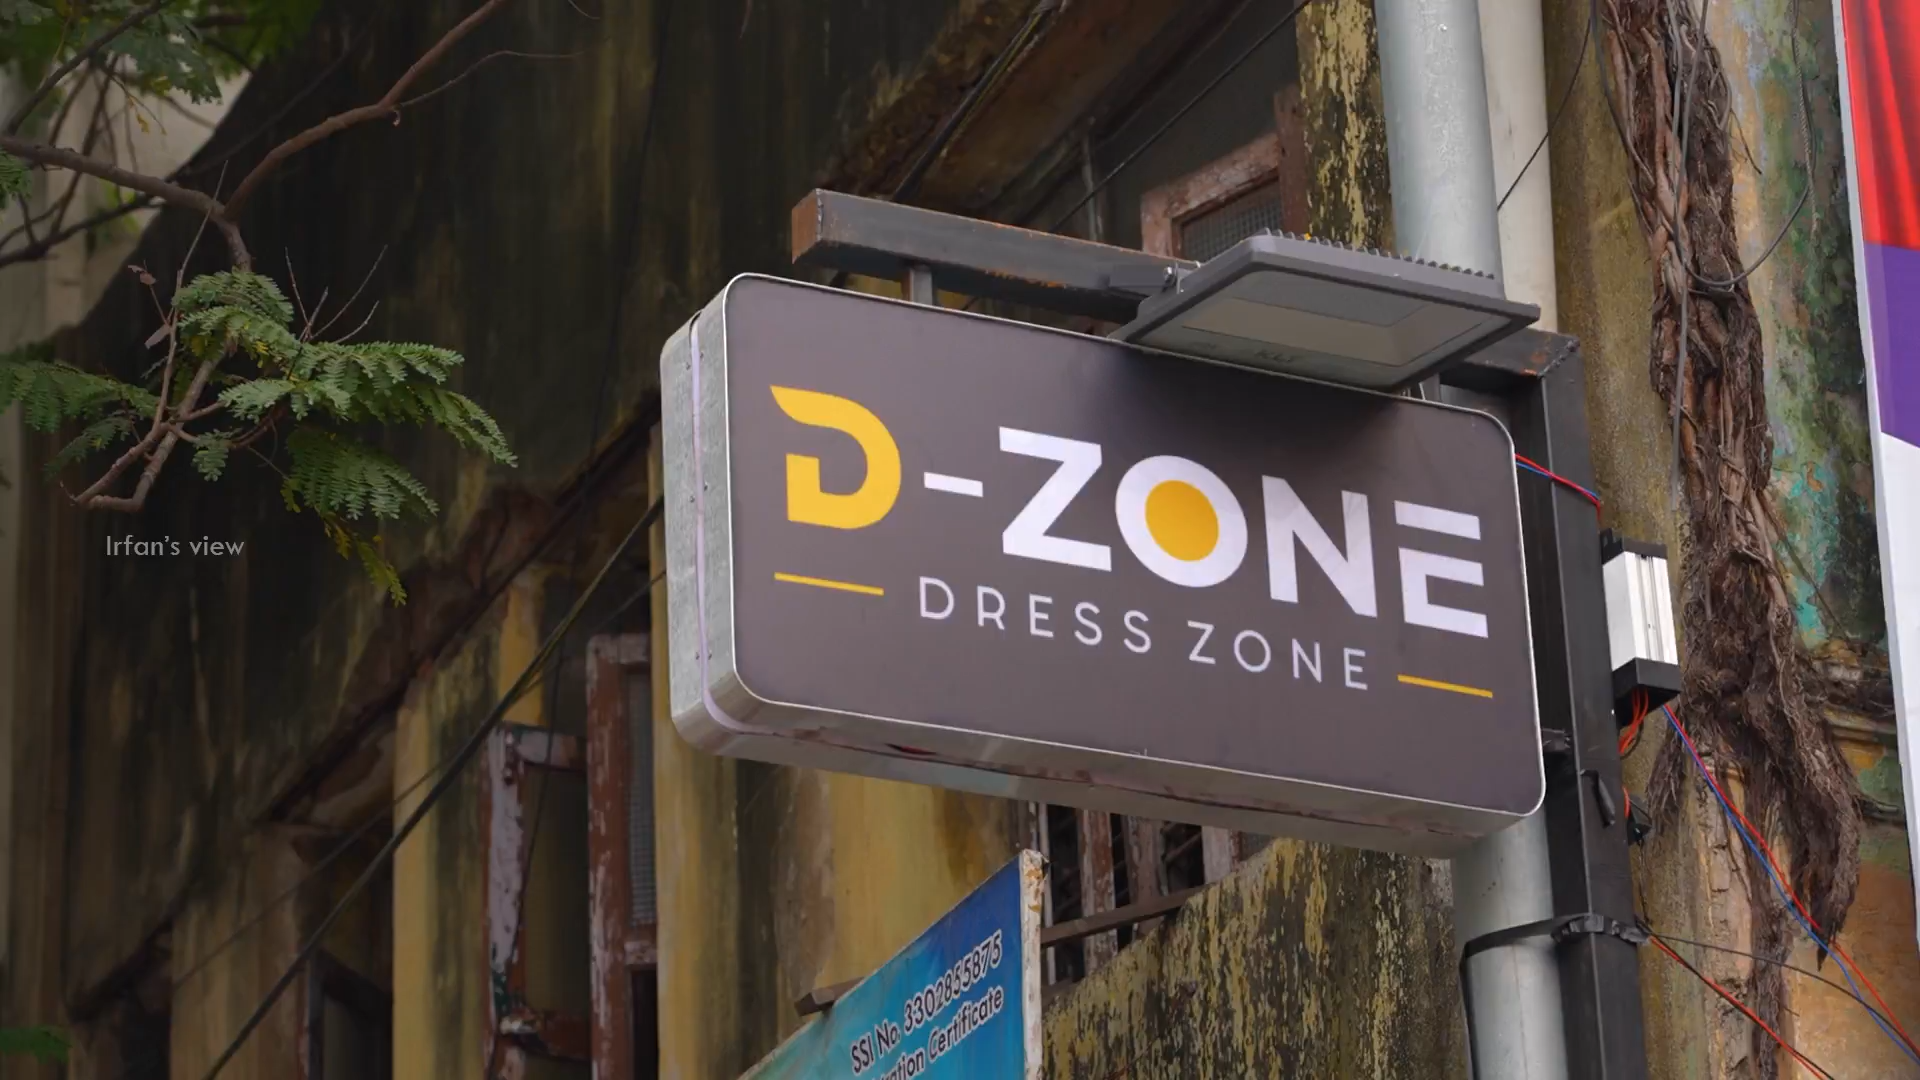 D-ZONE
DRESS ZONE
Irfan's view
SSI No. 3302855875
Certificate